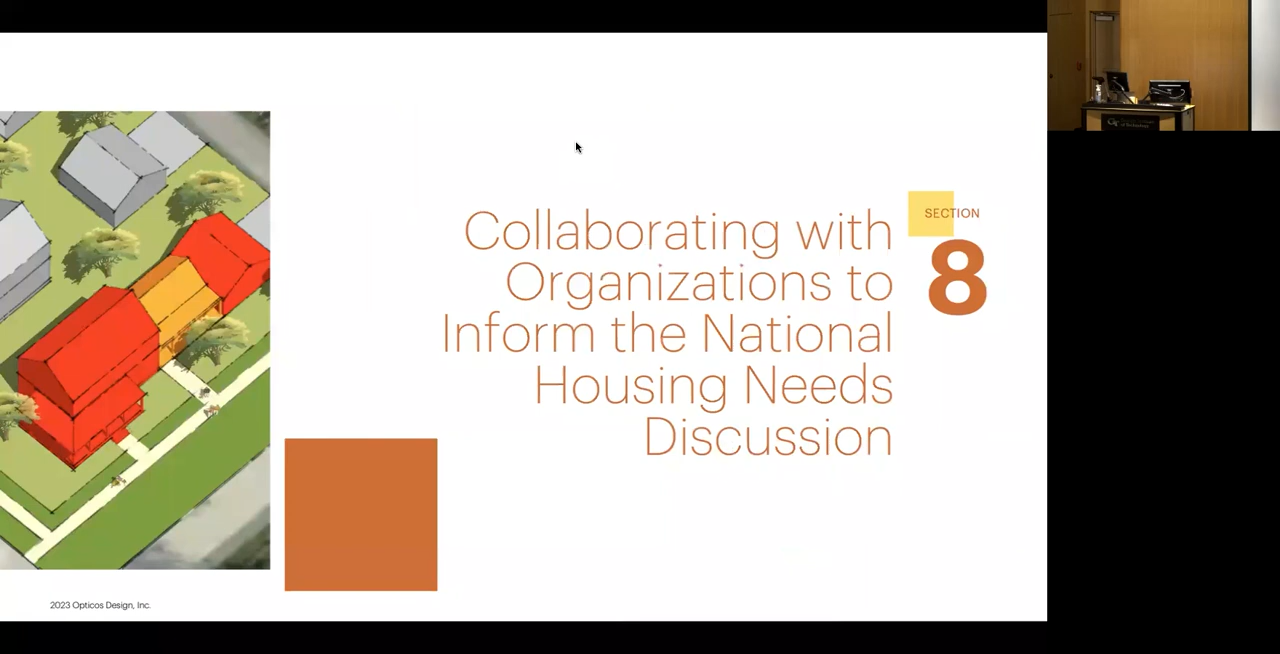 Collaborating with
Organizations to
Inform the National
Housing Needs
Discussion
SECTION
8
2023 Opticos Design, Inc.